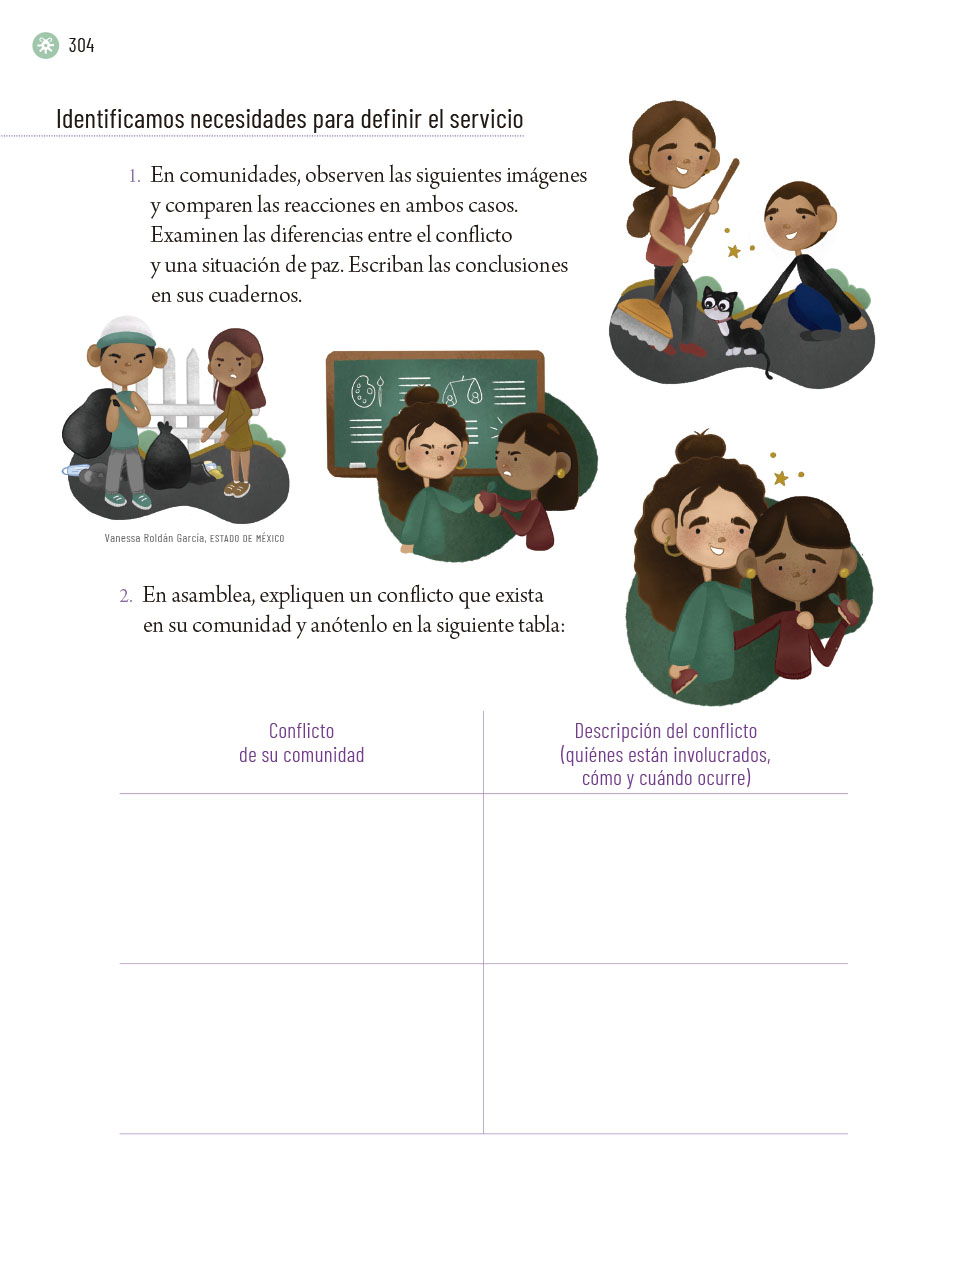 304
Identificamos necesidades para definir el servicio
1. En comunidades, observen las siguientes imágenes
y comparen las reacciones en ambos casos.
Examinen las diferencias entre el conflicto
y una situación de paz. Escriban las conclusiones
en sus cuadernos.
Vanessa Roldán García, ESTADO DE MÉXICO
2. En asamblea, expliquen un conflicto que exista
en su comunidad y anótenlo en la siguiente tabla:
Conflicto
de su comunidad
Descripción del conflicto
(quiénes están involucrados,
cómo y cuándo ocurre)